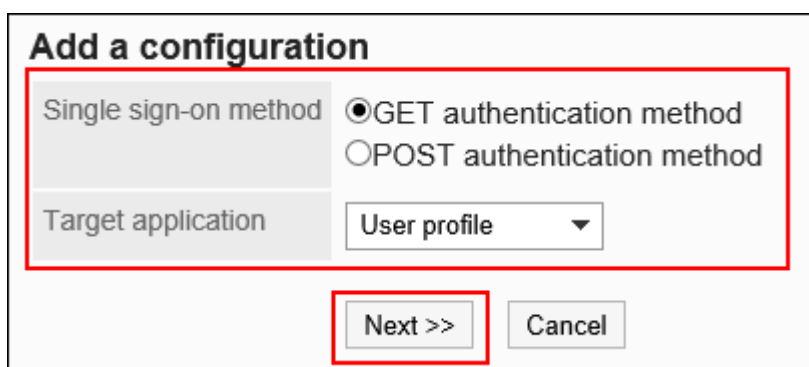 Add a configuration
Single sign-on method
GET authentication method
POST authentication method
Target application
User profile
Next >>
Cancel